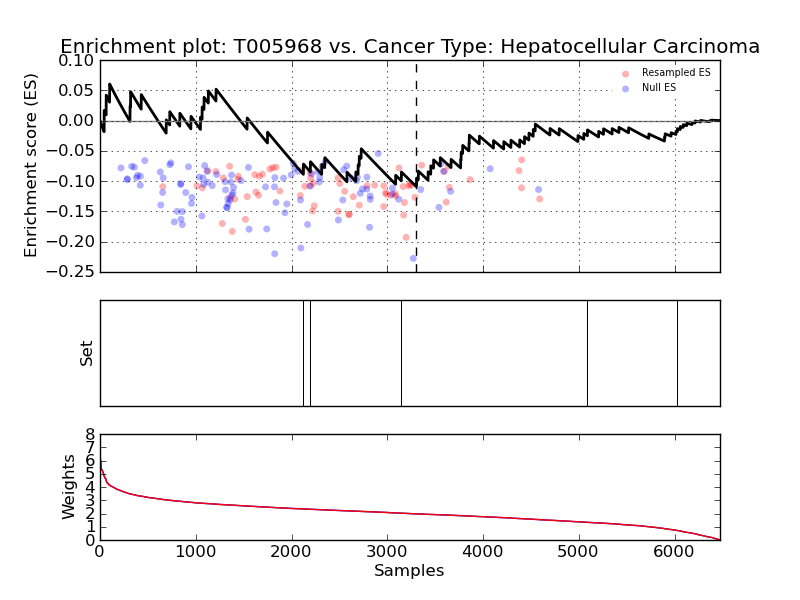 Enrichment plot: T005968 vs. Cancer Type: Hepatocellular Carcinoma
Enrichment score (ES)
0.10
0.05
0.00
−0.05
−0.10
−0.15
−0.20
−0.25
Resampled ES
Null ES
Set
Weights
8
7
6
5
4
3
2
1
0
0 1000 2000 3000 4000 5000 6000
Samples